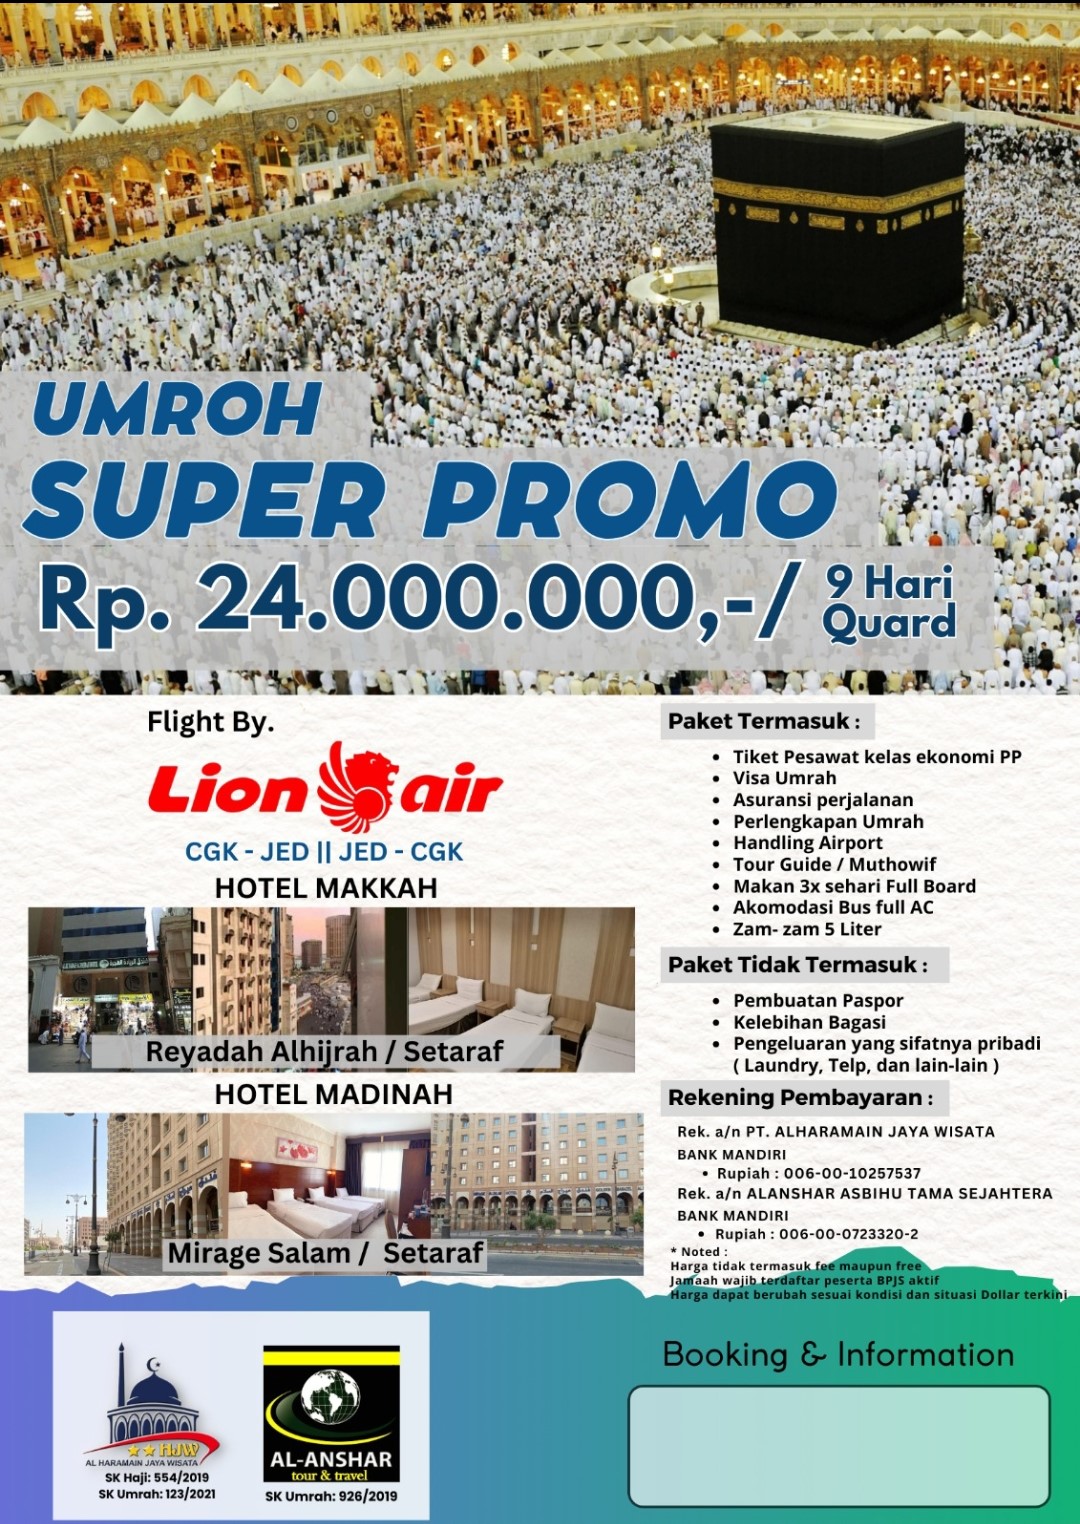 UMROH
SUPER PROMO
Rp. 24.000.000,-/ 9 Hari
Quard
Flight By.
Lion air
CGK - JED || JED - CGK
HOTEL MAKKAH
Reyadah Alhijrah / Setaraf
HOTEL MADINAH
Mirage Salam / Setaraf
Paket Termasuk :
• Tiket Pesawat kelas ekonomi PP
• Visa Umrah
• Asuransi perjalanan
• Perlengkapan Umrah
• Handling Airport
• Tour Guide / Muthowif
• Makan 3x sehari Full Board
• Akomodasi Bus full AC
• Zam- zam 5 Liter
Paket Tidak Termasuk :
• Pembuatan Paspor
• Kelebihan Bagasi
• Pengeluaran yang sifatnya pribadi
( Laundry, Telp, dan lain-lain )
Rekening Pembayaran :
Rek. a/n PT. ALHARAMAIN JAYA WISATA
BANK MANDIRI
• Rupiah : 006-00-10257537
Rek. a/n ALANSHAR ASBIHU TAMA SEJAHTERA
BANK MANDIRI
• Rupiah : 006-00-0723320-2
* Noted :
Harga tidak termasuk fee maupun free
Jamaah wajib terdaftar peserta BPJS aktif
Harga dapat berubah sesuai kondisi dan situasi Dollar terkini
HJW
AL HARAMAIN JAYA WISATA
SK Haji: 554/2019
SK Umrah: 123/2021
AL-ANSHAR
tour & travel
SK Umrah: 926/2019
Booking & Information